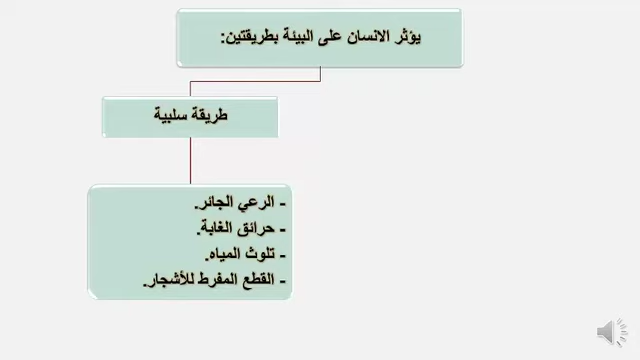 يؤثر الانسان على البيئة بطريقتين:
طريقة سلبية
- الرعي الجائر.
- حرائق الغابة.
- تلوث المياه.
- القطع المفرط للأشجار.